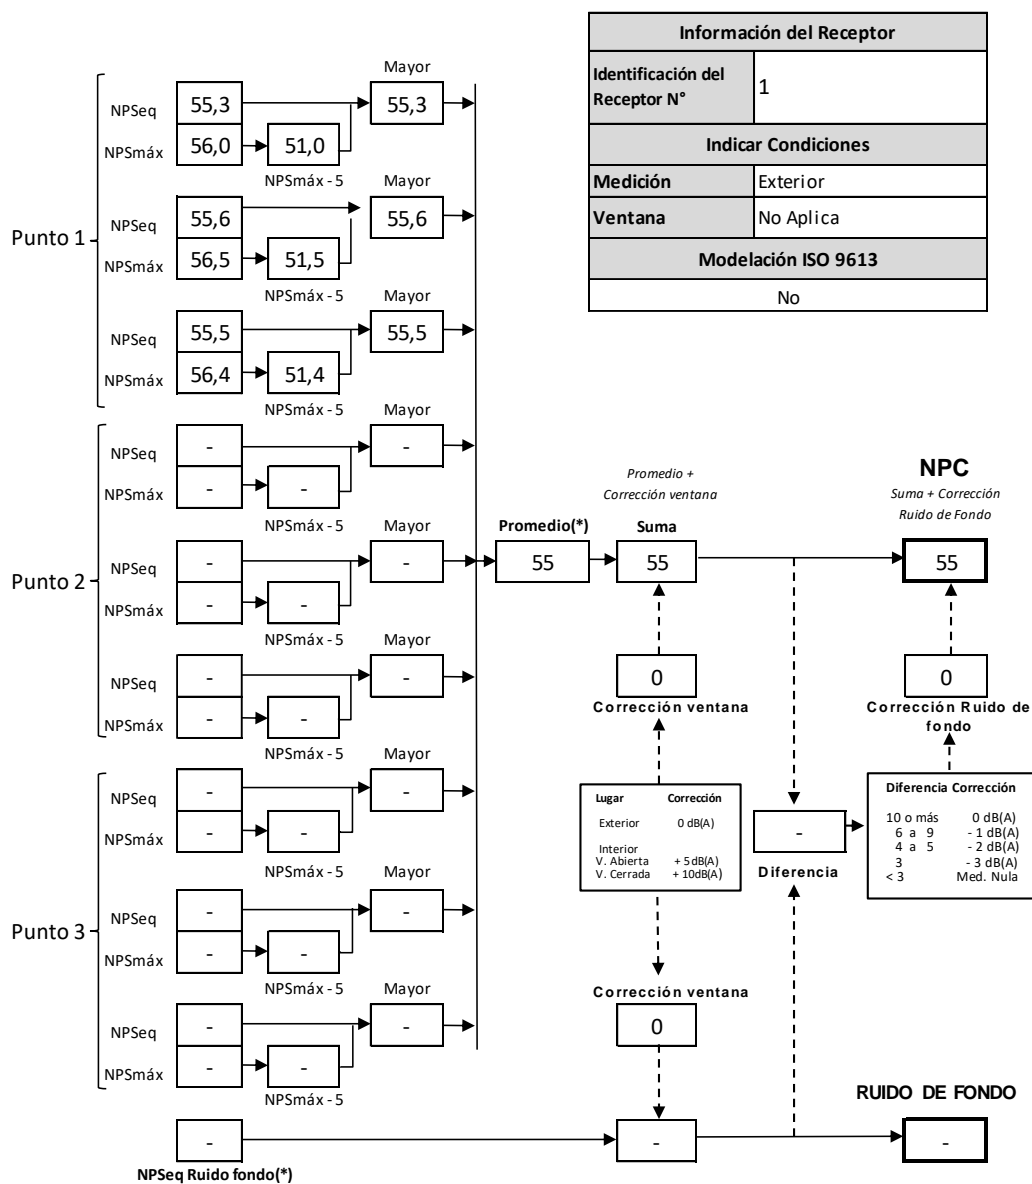 Información del Receptor
Identificación del Receptor N° 1
Indicar Condiciones
Medición Exterior
Ventana No Aplica
Modelación ISO 9613
No
Punto 1
Mayor
NPSeq 55,3 55,3
NPSmáx 56,0 51,0
NPSmáx - 5
Mayor
NPSeq 55,6 55,6
NPSmáx 56,5 51,5
NPSmáx - 5
Mayor
NPSeq 55,5 55,5
NPSmáx 56,4 51,4
NPSmáx - 5
Punto 2
Mayor
NPSeq - -
NPSmáx - -
NPSmáx - 5
Mayor
NPSeq - -
NPSmáx - -
NPSmáx - 5
Mayor
NPSeq - -
NPSmáx - -
NPSmáx - 5
Punto 3
Mayor
NPSeq - -
NPSmáx - -
NPSmáx - 5
Mayor
NPSeq - -
NPSmáx - -
NPSmáx - 5
Mayor
NPSeq - -
NPSmáx - -
NPSmáx - 5
Promedio(*)
55
Promedio +
Corrección ventana
Suma
55
NPC
Suma + Corrección
Ruido de Fondo
55
0
Corrección ventana
0
Corrección Ruido de
fondo
Lugar Corrección
Exterior 0 dB(A)
Interior
V. Abierta + 5dB(A)
V. Cerrada + 10dB(A)
-
Diferencia
Diferencia Corrección
10 o más 0 dB(A)
6 a 9 - 1 dB(A)
4 a 5 - 2 dB(A)
3 - 3 dB(A)
< 3 Med. Nula
Corrección ventana
0
RUIDO DE FONDO
- - -
NPSeq Ruido fondo(*)